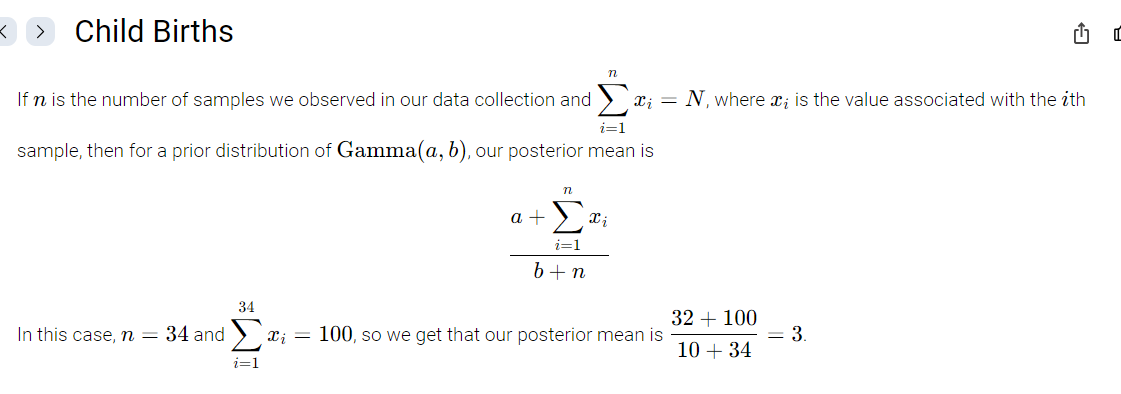 Child Births
If n is the number of samples we observed in our data collection and \sum_{i=1}^{n} x_i = N, where x_i is the value associated with the ith
sample, then for a prior distribution of Gamma(a, b), our posterior mean is
\frac{a + \sum_{i=1}^{n} x_i}{b + n}
In this case, n = 34 and \sum_{i=1}^{34} x_i = 100, so we get that our posterior mean is \frac{32 + 100}{10 + 34} = 3.